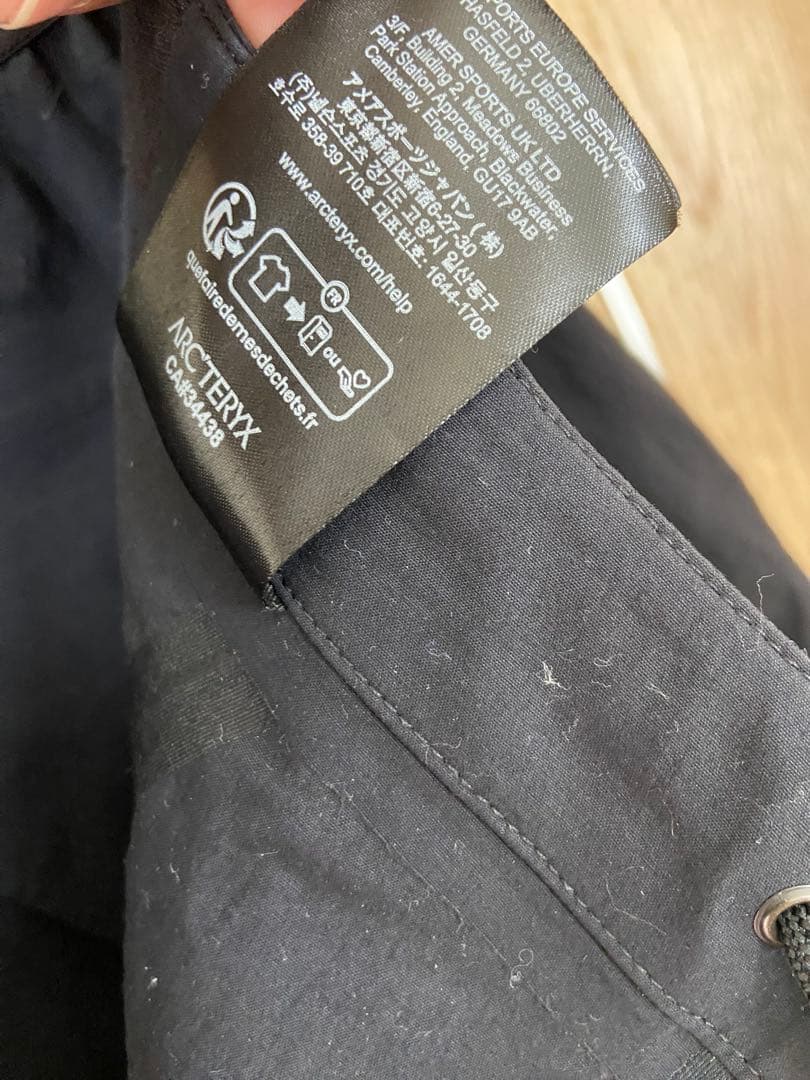 SPORTS EUROPE SERVICES
HASFELD 2, UBERHERRN,
GERMANY 66802
AMER SPORTS UK LTD
3F, Building 2, Meadows Business
Park Station Approach, Blackwater,
Camberley, England, GU17 9AB
アメアスポーツジャパン (株)
東京都新宿区新宿6-27-30
(주)넬슨스포츠 경기도 고양시 일산동구
호수로 358-39 710호 대표번호. 1644-1708
www.arcteryx.com/help
FR
ou
quefairedemesdechets.fr
ARC'TERYX
CA#34438